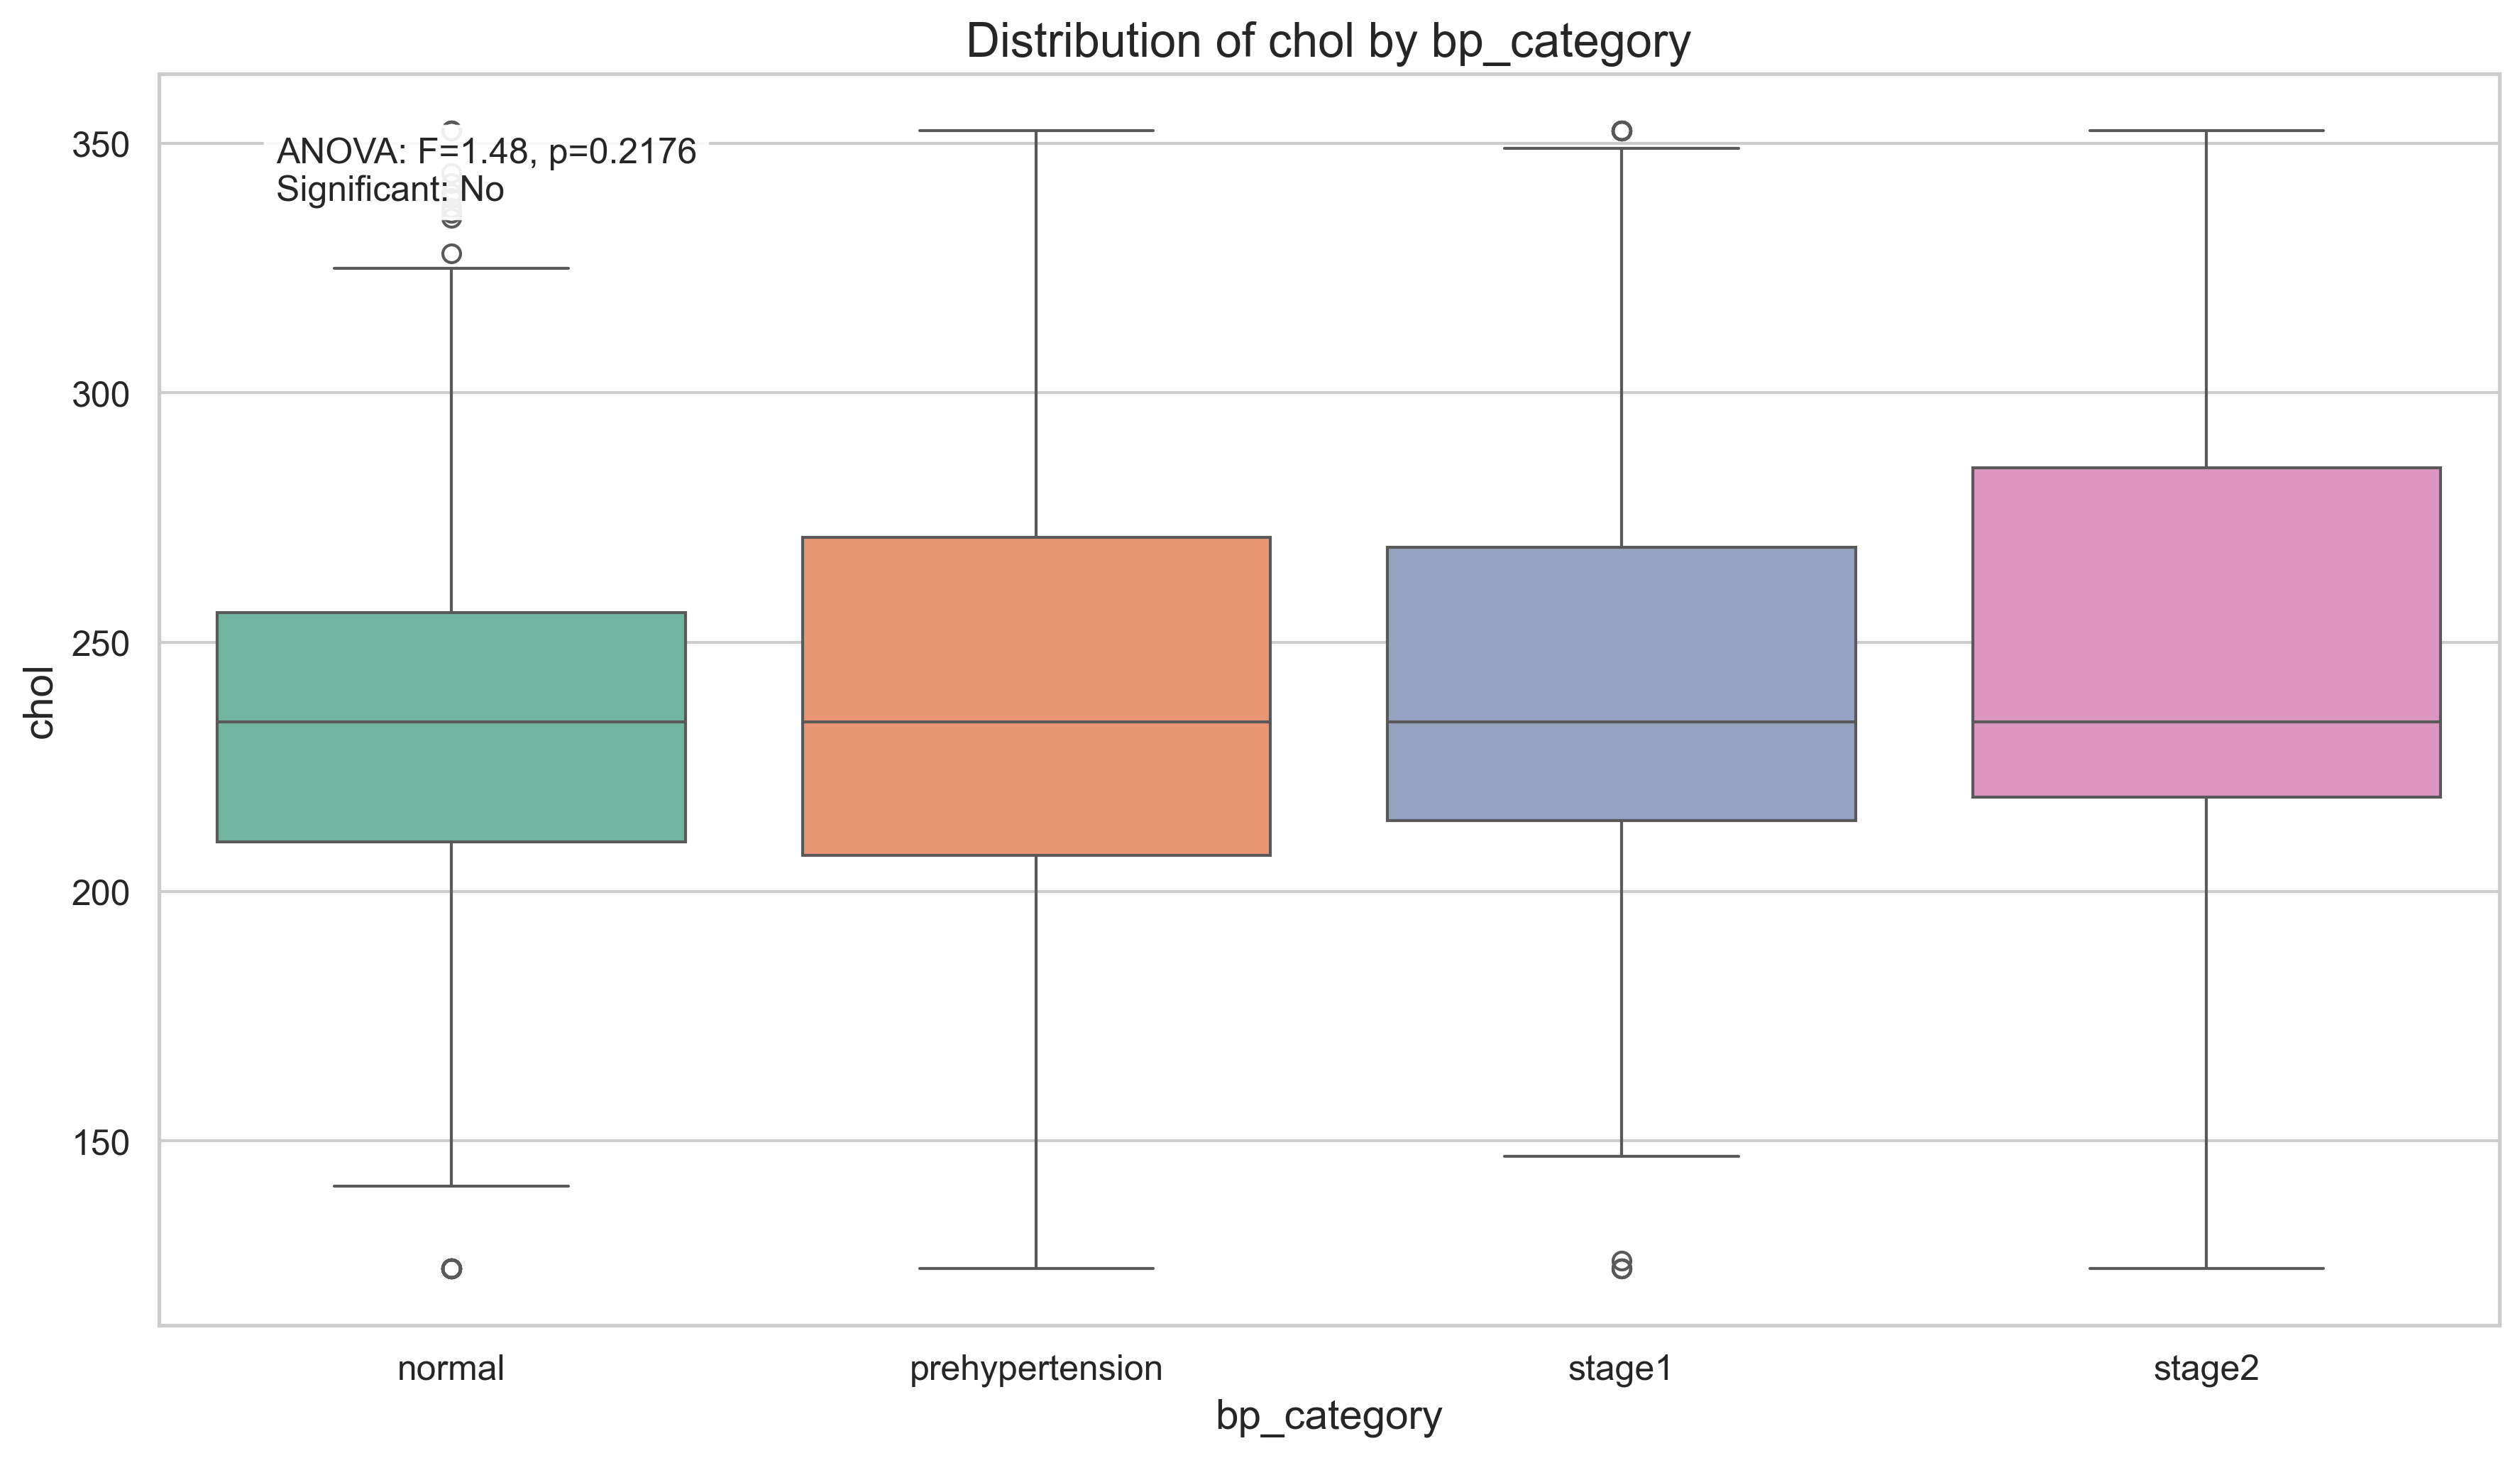 Distribution of chol by bp_category
ANOVA: F=1.48, p=0.2176
Significant: No
350
300
250
200
150
chol
normal
prehypertension
stage1
stage2
bp_category